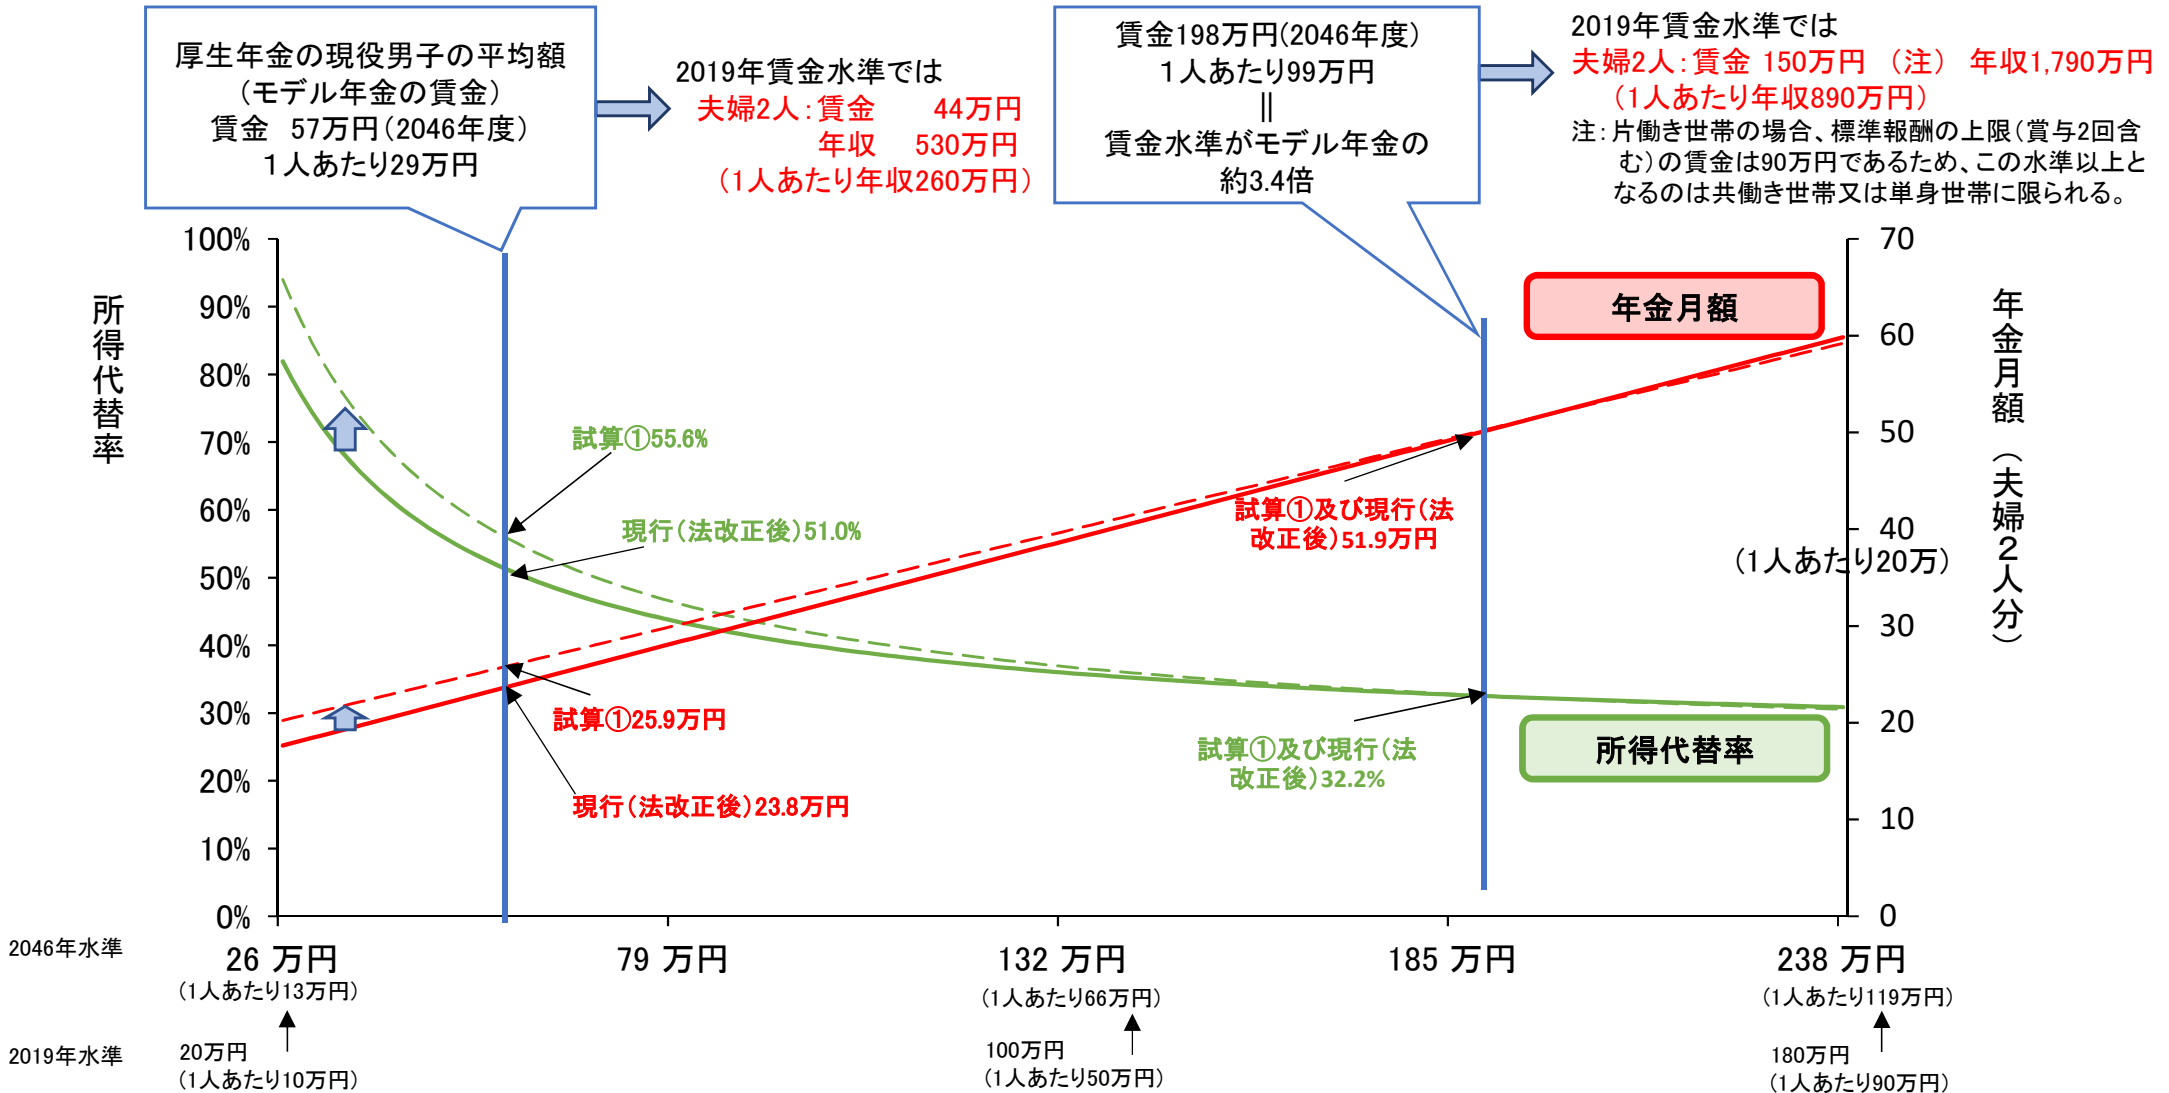 厚生年金の現役男子の平均額
(モデル年金の賃金)
賃金 57万円(2046年度)
1人あたり29万円
2019年賃金水準では
夫婦2人:賃金 44万円
年収 530万円
(1人あたり年収260万円)
賃金198万円(2046年度)
1人あたり99万円
||
賃金水準がモデル年金の
約3.4倍
2019年賃金水準では
夫婦2人:賃金 150万円 (注) 年収1,790万円
(1人あたり年収890万円)
注:片働き世帯の場合、標準報酬の上限(賞与2回含
む)の賃金は90万円であるため、この水準以上と
なるのは共働き世帯又は単身世帯に限られる。
所得代替率
100%
90%
80%
70%
60%
50%
40%
30%
20%
10%
0%
試算①55.6%
現行(法改正後)51.0%
試算①25.9万円
現行(法改正後)23.8万円
試算①及び現行(法
改正後)51.9万円
試算①及び現行(法
改正後)32.2%
年金月額
所得代替率
70
60
50
40
(1人あたり20万)
30
20
10
0
年金月額(夫婦2人分)
2046年水準
26 万円
79 万円
132 万円
185 万円
238 万円
(1人あたり13万円)
(1人あたり66万円)
(1人あたり119万円)
2019年水準
20万円
(1人あたり10万円)
100万円
(1人あたり50万円)
180万円
(1人あたり90万円)